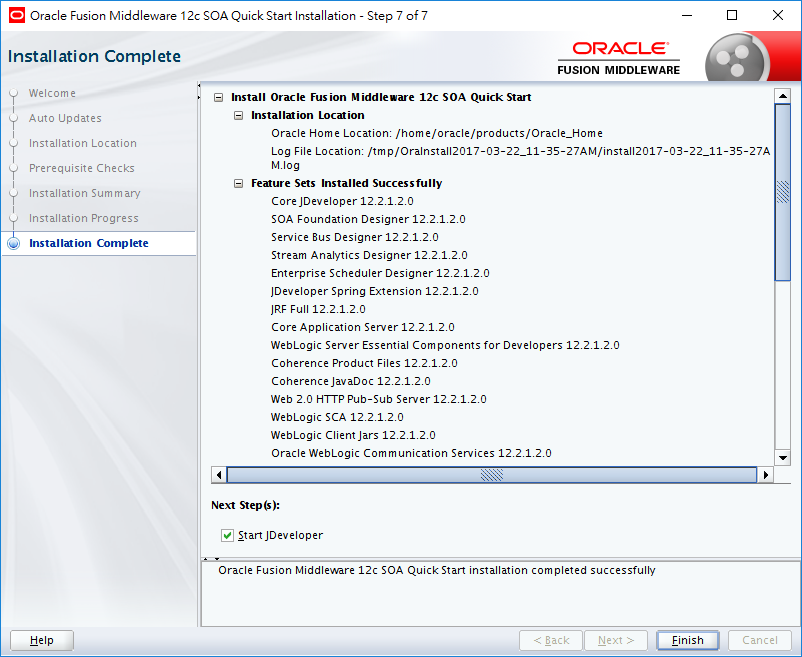 Oracle Fusion Middleware 12c SOA Quick Start Installation - Step 7 of 7
Installation Complete
ORACLE
FUSION MIDDLEWARE
Welcome
Auto Updates
Installation Location
Prerequisite Checks
Installation Summary
Installation Progress
Installation Complete
Install Oracle Fusion Middleware 12c SOA Quick Start
Installation Location
Oracle Home Location: /home/oracle/products/Oracle_Home
Log File Location: /tmp/OraInstall2017-03-22_11-35-27AM/install2017-03-22_11-35-27A
M.log
Feature Sets Installed Successfully
Core JDeveloper 12.2.1.2.0
SOA Foundation Designer 12.2.1.2.0
Service Bus Designer 12.2.1.2.0
Stream Analytics Designer 12.2.1.2.0
Enterprise Scheduler Designer 12.2.1.2.0
JDeveloper Spring Extension 12.2.1.2.0
JRF Full 12.2.1.2.0
Core Application Server 12.2.1.2.0
WebLogic Server Essential Components for Developers 12.2.1.2.0
Coherence Product Files 12.2.1.2.0
Coherence JavaDoc 12.2.1.2.0
Web 2.0 HTTP Pub-Sub Server 12.2.1.2.0
WebLogic SCA 12.2.1.2.0
WebLogic Client Jars 12.2.1.2.0
Oracle WebLogic Communication Services 12.2.1.2.0
Next Step(s):
Start JDeveloper
Oracle Fusion Middleware 12c SOA Quick Start installation completed successfully
Help
< Back
Next >
Finish
Cancel